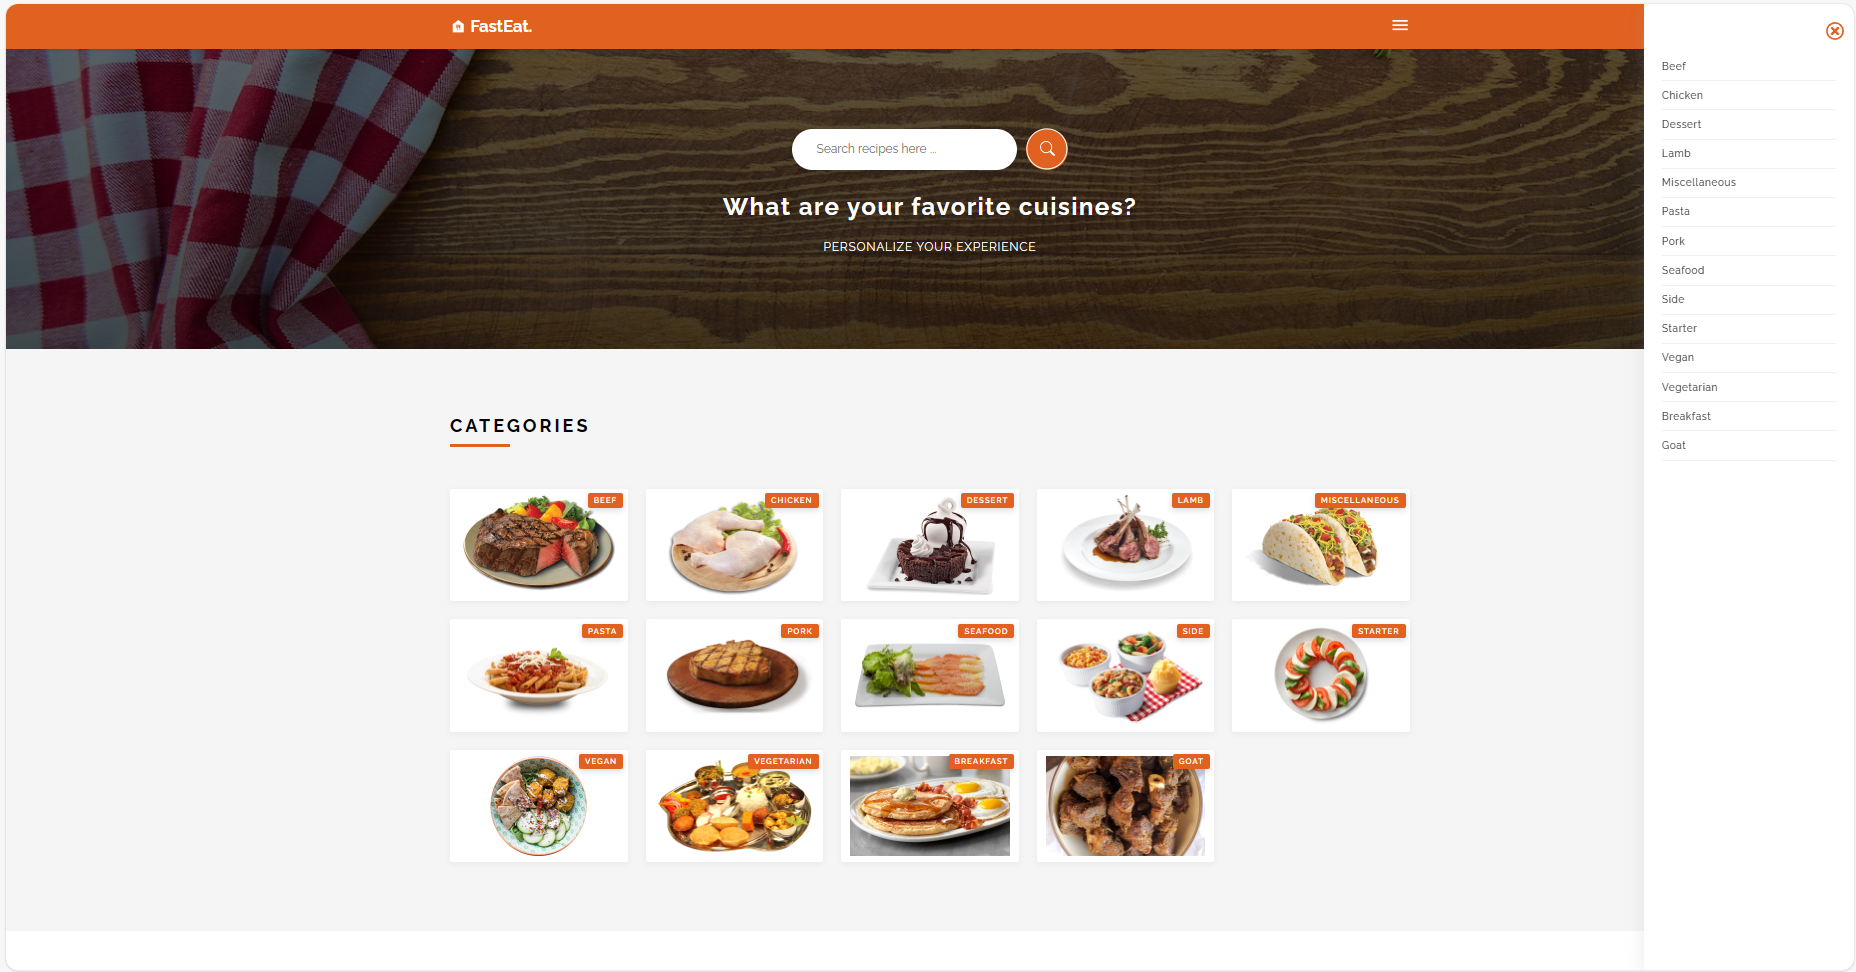 FastEat.
Search recipes here ...
What are your favorite cuisines?
PERSONALIZE YOUR EXPERIENCE
CATEGORIES
BEEF
CHICKEN
DESSERT
LAMB
MISCELLANEOUS
PASTA
PORK
SEAFOOD
SIDE
STARTER
VEGAN
VEGETARIAN
BREAKFAST
GOAT
Beef
Chicken
Dessert
Lamb
Miscellaneous
Pasta
Pork
Seafood
Side
Starter
Vegan
Vegetarian
Breakfast
Goat